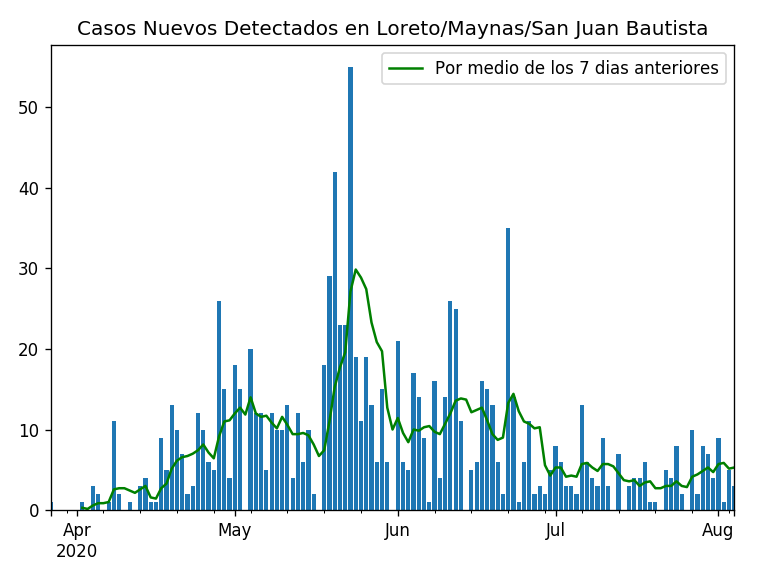 Casos Nuevos Detectados en Loreto/Maynas/San Juan Bautista
Por medio de los 7 dias anteriores
50
40
30
20
10
0
Apr May Jun Jul Aug
2020